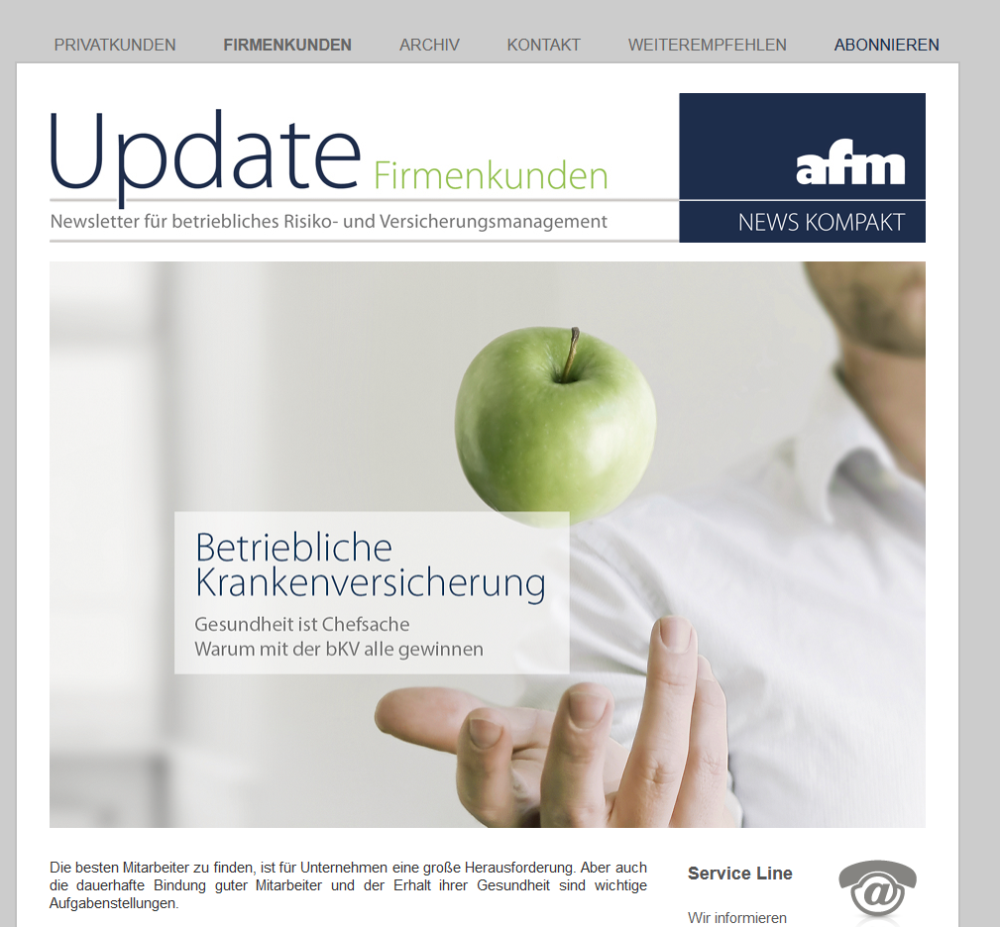 PRIVATKUNDEN FIRMENKUNDEN ARCHIV KONTAKT WEITEREMPFEHLEN ABONNIEREN
Update Firmenkunden
Newsletter für betriebliches Risiko- und Versicherungsmanagement
afm
NEWS KOMPAKT
Betriebliche
Krankenversicherung
Gesundheit ist Chefsache
Warum mit der bKV alle gewinnen
Die besten Mitarbeiter zu finden, ist für Unternehmen eine große Herausforderung. Aber auch
die dauerhafte Bindung guter Mitarbeiter und der Erhalt ihrer Gesundheit sind wichtige
Aufgabenstellungen.
Service Line
@
Wir informieren